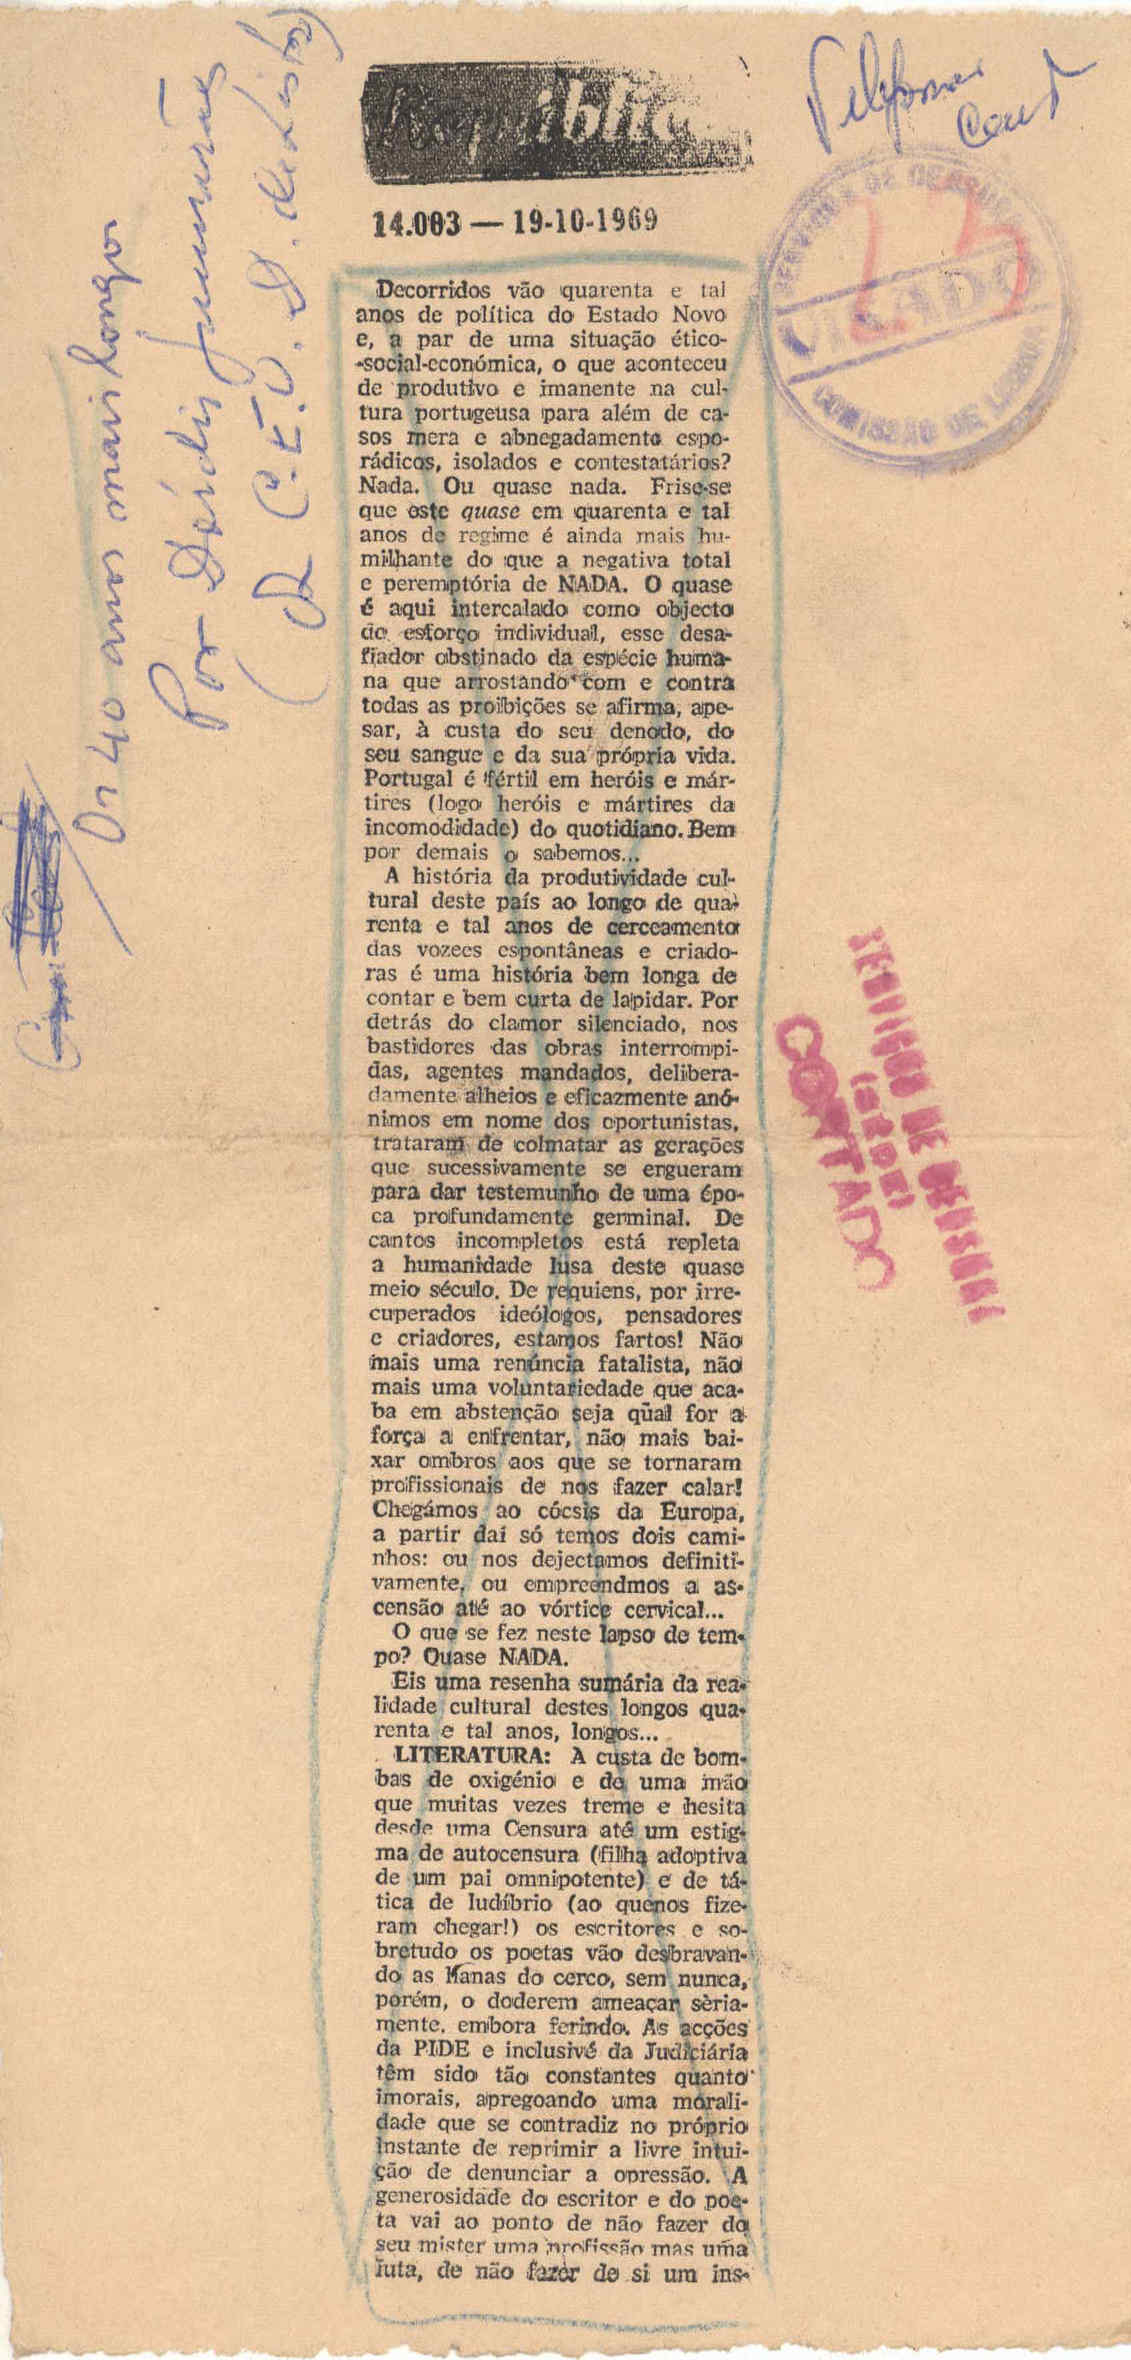 República
14.003 — 19-10-1969
Os 40 anos mais longos
Por Dórdio Guimarães
(Da C.E.U.D. de Lisboa)
Telefonar
Cout
SERVIÇOS DE CENSURA
VISADO
COMISSÃO DE LISBOA
SERVIÇOS DE CENSURA
(SEDE)
CORTADO
Decorridos vão quarenta e tal
anos de política do Estado Novo
e, a par de uma situação ético-
-social-económica, o que aconteceu
de produtivo e imanente na cul-
tura portugeusa para além de ca-
sos mera e abnegadamente espo-
rádicos, isolados e contestatários?
Nada. Ou quase nada. Frise-se
que este quase em quarenta e tal
anos de regime é ainda mais hu-
milhante do que a negativa total
e peremptória de NADA. O quase
é aqui intercalado como objecto
do esforço individual, esse desa-
fiador obstinado da espécie huma-
na que arrostando com e contra
todas as proibições se afirma, ape-
sar, à custa do seu denodo, do
seu sangue e da sua própria vida.
Portugal é fértil em heróis e már-
tires (logo heróis e mártires da
incomodidade) do quotidiano. Bem
por demais o sabemos...
A história da produtividade cul-
tural deste país ao longo de qua-
renta e tal anos de cerceamento
das vozees espontâneas e criado-
ras é uma história bem longa de
contar e bem curta de lapidar. Por
detrás do clamor silenciado, nos
bastidores das obras interrompi-
das, agentes mandados, delibera-
damente alheios e eficazmente anó-
nimos em nome dos oportunistas,
trataram de colmatar as gerações
que sucessivamente se ergueram
para dar testemunho de uma épo-
ca profundamente germinal. De
cantos incompletos está repleta
a humanidade lusa deste quase
meio século. De requiens, por irre-
cuperados ideólogos, pensadores
e criadores, estamos fartos! Não
mais uma renúncia fatalista, não
mais uma voluntariedade que aca-
ba em abstenção seja qual for a
força a enfrentar, não mais bai-
xar ombros aos que se tornaram
profissionais de nos fazer calar!
Chegámos ao cócsis da Europa,
a partir daí só temos dois cami-
nhos: ou nos dejectamos definiti-
vamente, ou empreendmos a as-
censão até ao vórtice cervical...
O que se fez neste lapso de tem-
po? Quase NADA.
Eis uma resenha sumária da rea-
lidade cultural destes longos qua-
renta e tal anos, longos...
LITERATURA: À custa de bom-
bas de oxigénio e de uma mão
que muitas vezes treme e hesita
desde uma Censura até um estig-
ma de autocensura (filha adoptiva
de um pai omnipotente) e de tá-
tica de ludíbrio (ao quenos fize-
ram chegar!) os escritores e so-
bretudo os poetas vão desbravan-
do as lianas do cerco, sem nunca,
porém, o doderem ameaçar sèria-
mente, embora ferindo. As acções
da PIDE e inclusivé da Judiciária
têm sido tão constantes quanto
imorais, apregoando uma morali-
dade que se contradiz no próprio
instante de reprimir a livre intui-
ção de denunciar a opressão. A
generosidade do escritor e do poe-
ta vai ao ponto de não fazer do
seu mister uma profissão mas uma
luta, de não fazer de si um ins-